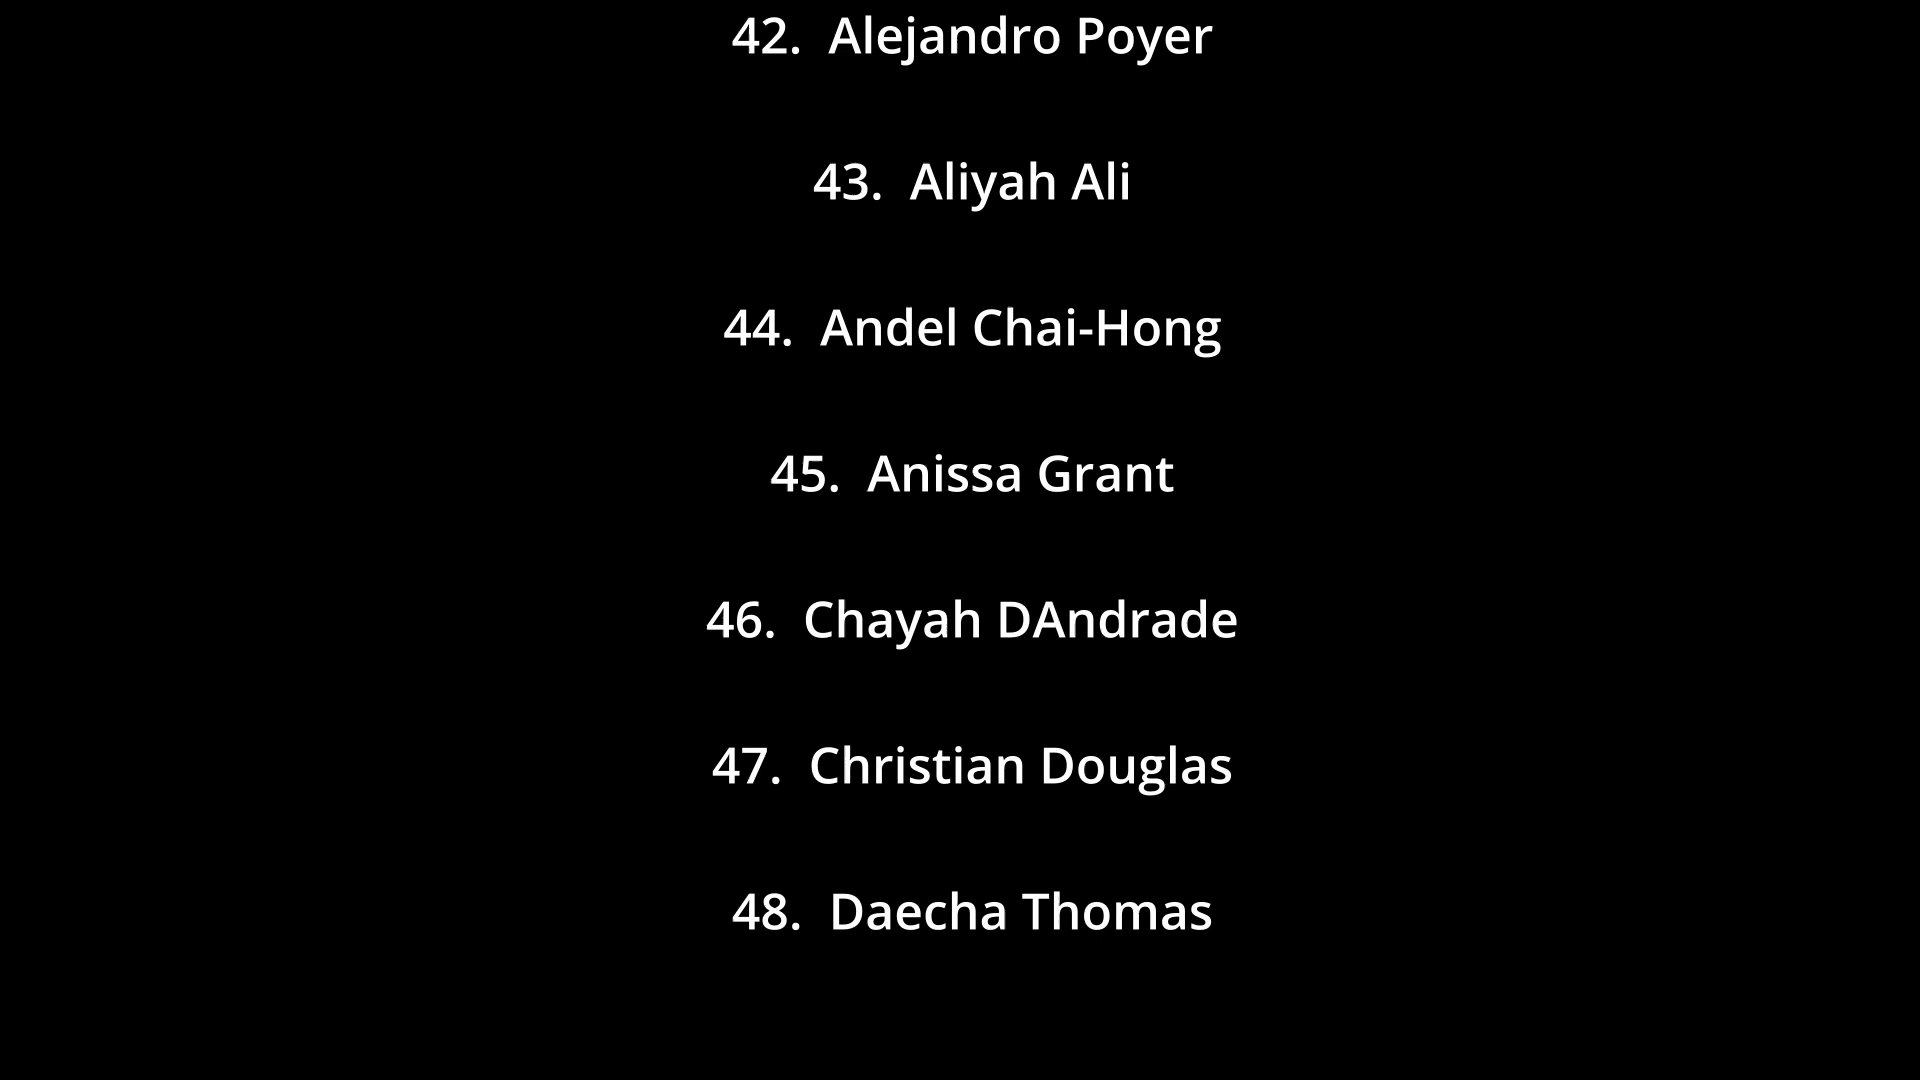 42. Alejandro Poyer
43. Aliyah Ali
44. Andel Chai-Hong
45. Anissa Grant
46. Chayah DAndrade
47. Christian Douglas
48. Daecha Thomas